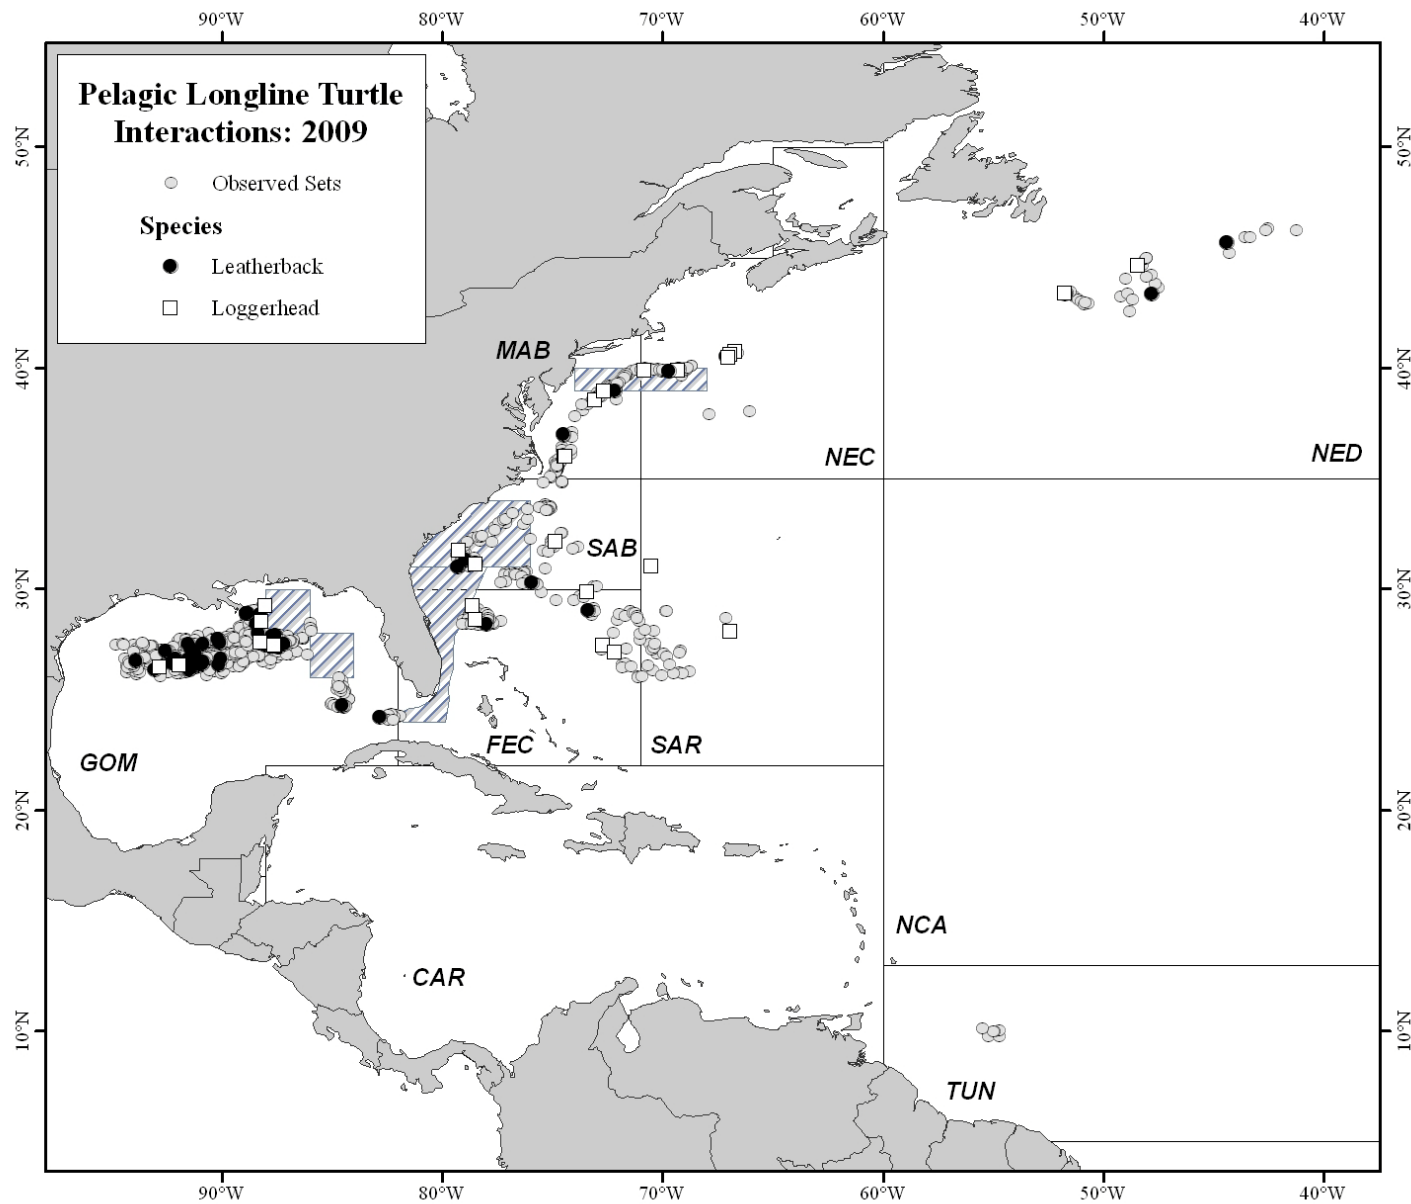 90°W 80°W 70°W 60°W 50°W 40°W
Pelagic Longline Turtle
Interactions: 2009
Observed Sets
Species
Leatherback
Loggerhead
50°N 50°N
40°N 40°N
30°N 30°N
20°N 20°N
10°N 10°N
MAB
NEC
NED
SAB
GOM
FEC
SAR
NCA
CAR
TUN
90°W 80°W 70°W 60°W 50°W 40°W